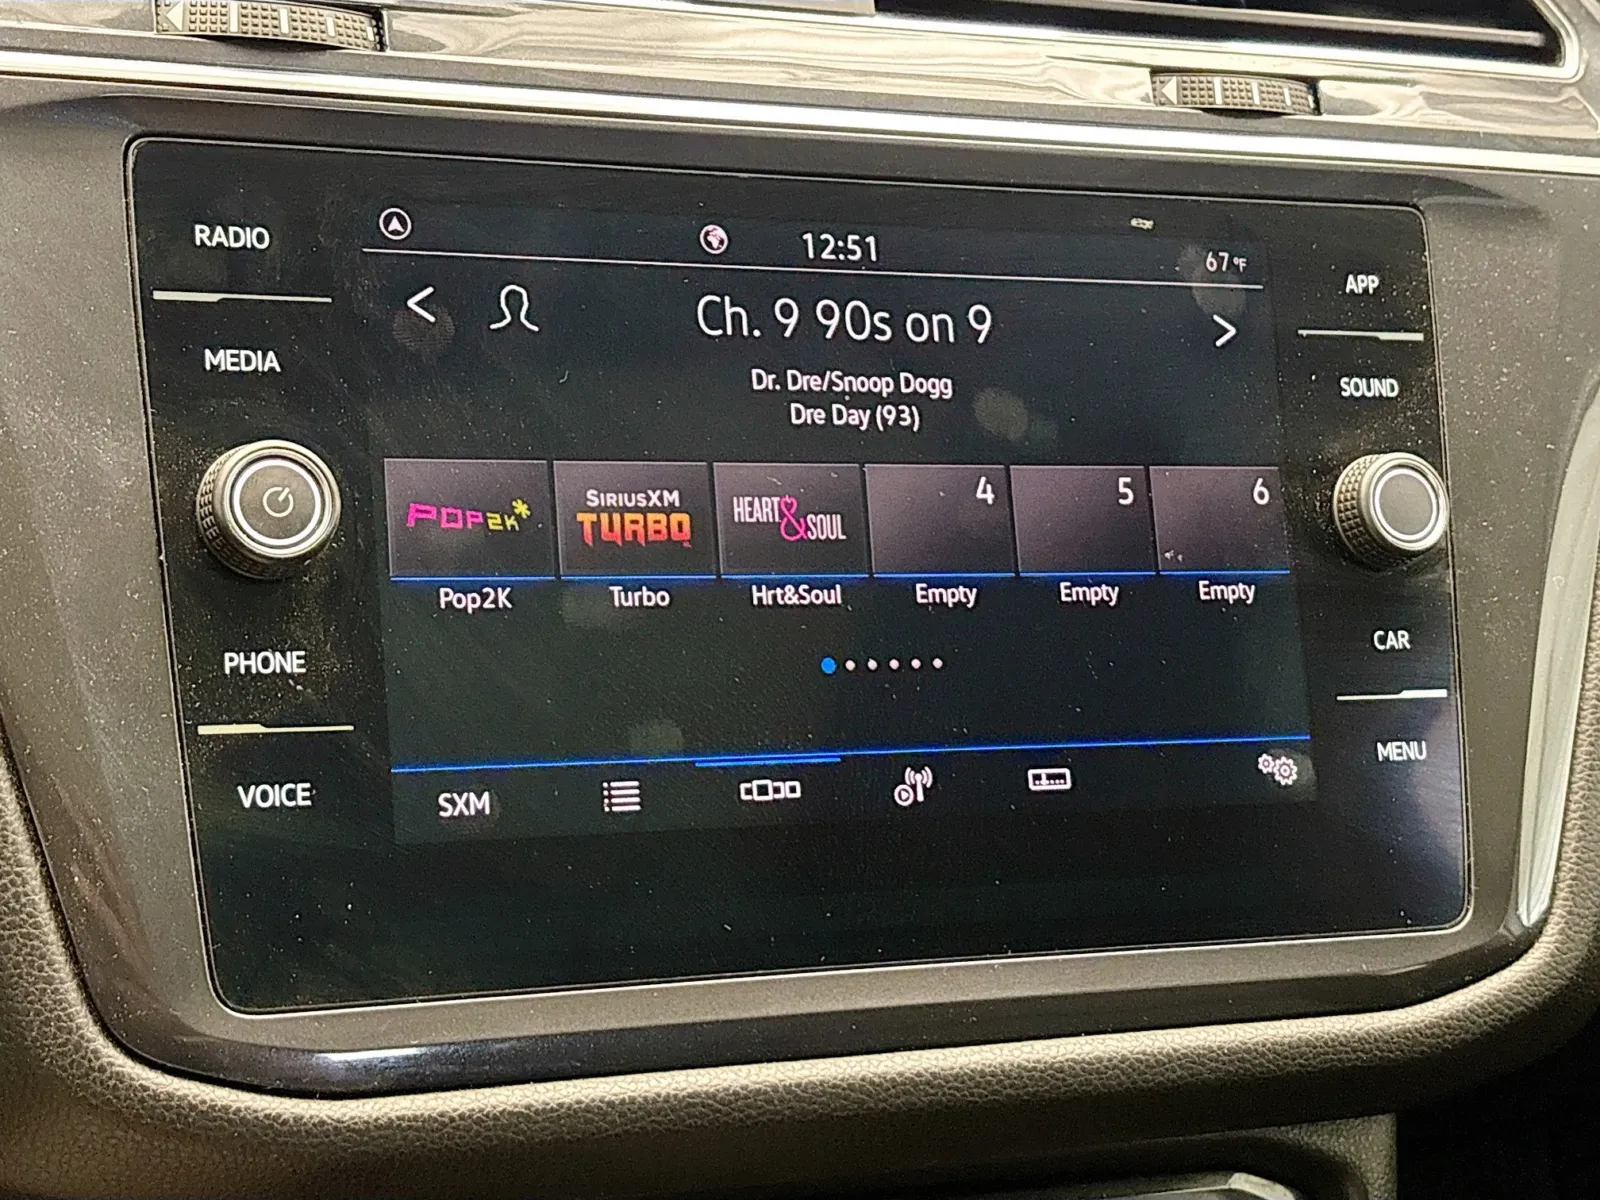 RADIO
MEDIA
PHONE
VOICE
12:51
67°F
Ch. 9 90s on 9
Dr. Dre/Snoop Dogg
Dre Day (93)
POP2K*
SIRIUSXM
TURBO
HEART&SOUL
4
5
6
Pop2K
Turbo
Hrt&Soul
Empty
Empty
Empty
SXM
APP
SOUND
CAR
MENU